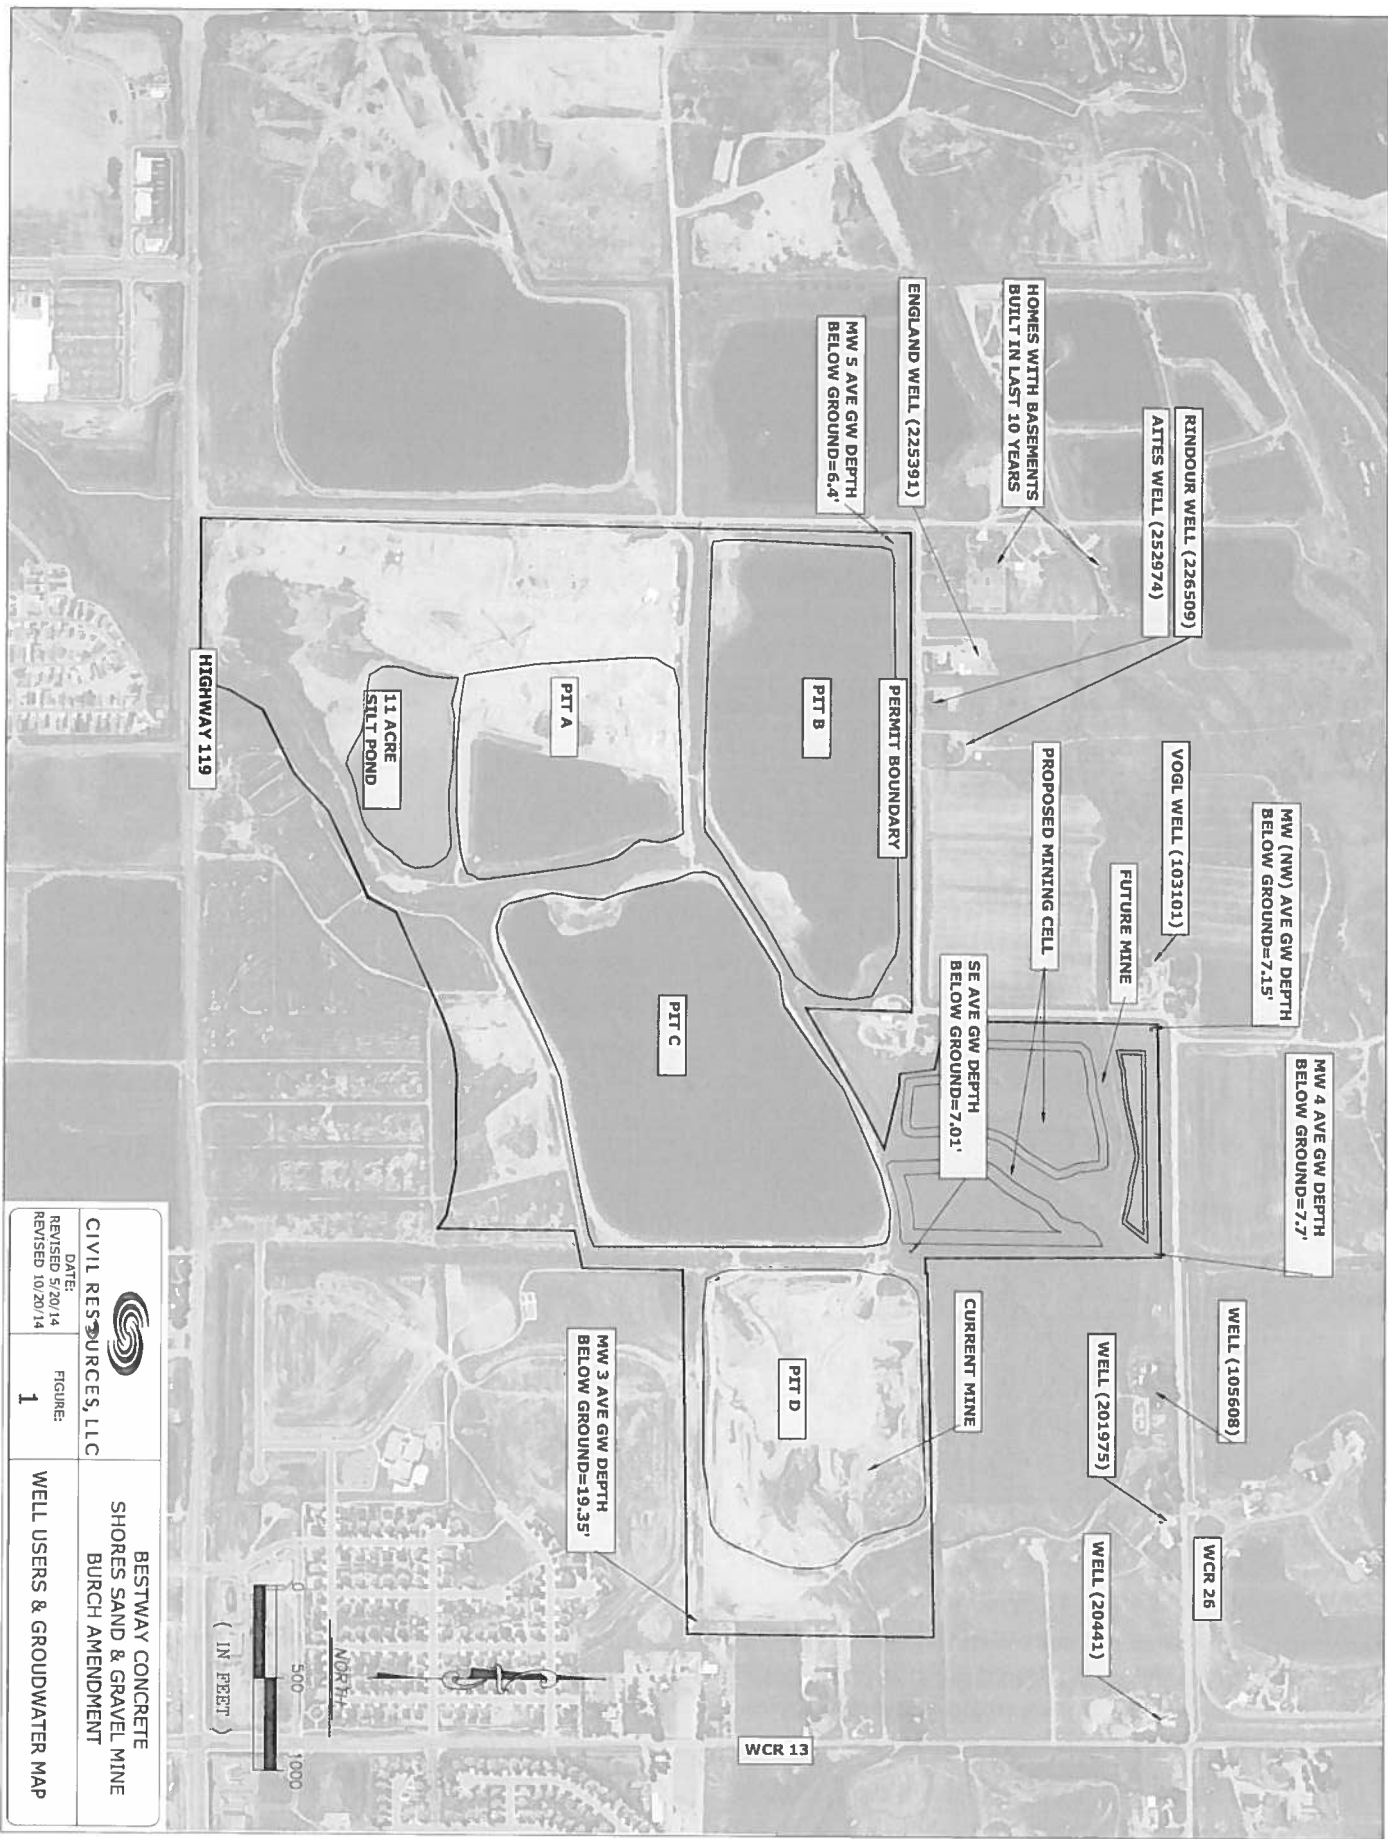 MW (NW) AVE GW DEPTH
BELOW GROUND=7.15'
MW 4 AVE GW DEPTH
BELOW GROUND=7.7'
RINDOUR WELL (226509)
AITES WELL (252974)
VOGL WELL (103101)
WELL (105608)
WCR 26
HOMES WITH BASEMENTS
BUILT IN LAST 10 YEARS
FUTURE MINE
WELL (201975)
WELL (20441)
PROPOSED MINING CELL
ENGLAND WELL (225391)
SE AVE GW DEPTH
BELOW GROUND=7.01'
CURRENT MINE
MW 5 AVE GW DEPTH
BELOW GROUND=6.4'
PERMIT BOUNDARY
PIT B
PIT D
WCR 13
PIT C
PIT A
MW 3 AVE GW DEPTH
BELOW GROUND=19.35'
11 ACRE
SILT POND
HIGHWAY 119
NORTH
0 500 1000
( IN FEET )
CIVIL RESOURCES, LLC
DATE:
REVISED 5/20/14
REVISED 10/20/14
FIGURE:
1
BESTWAY CONCRETE
SHORES SAND & GRAVEL MINE
BURCH AMENDMENT
WELL USERS & GROUDWATER MAP